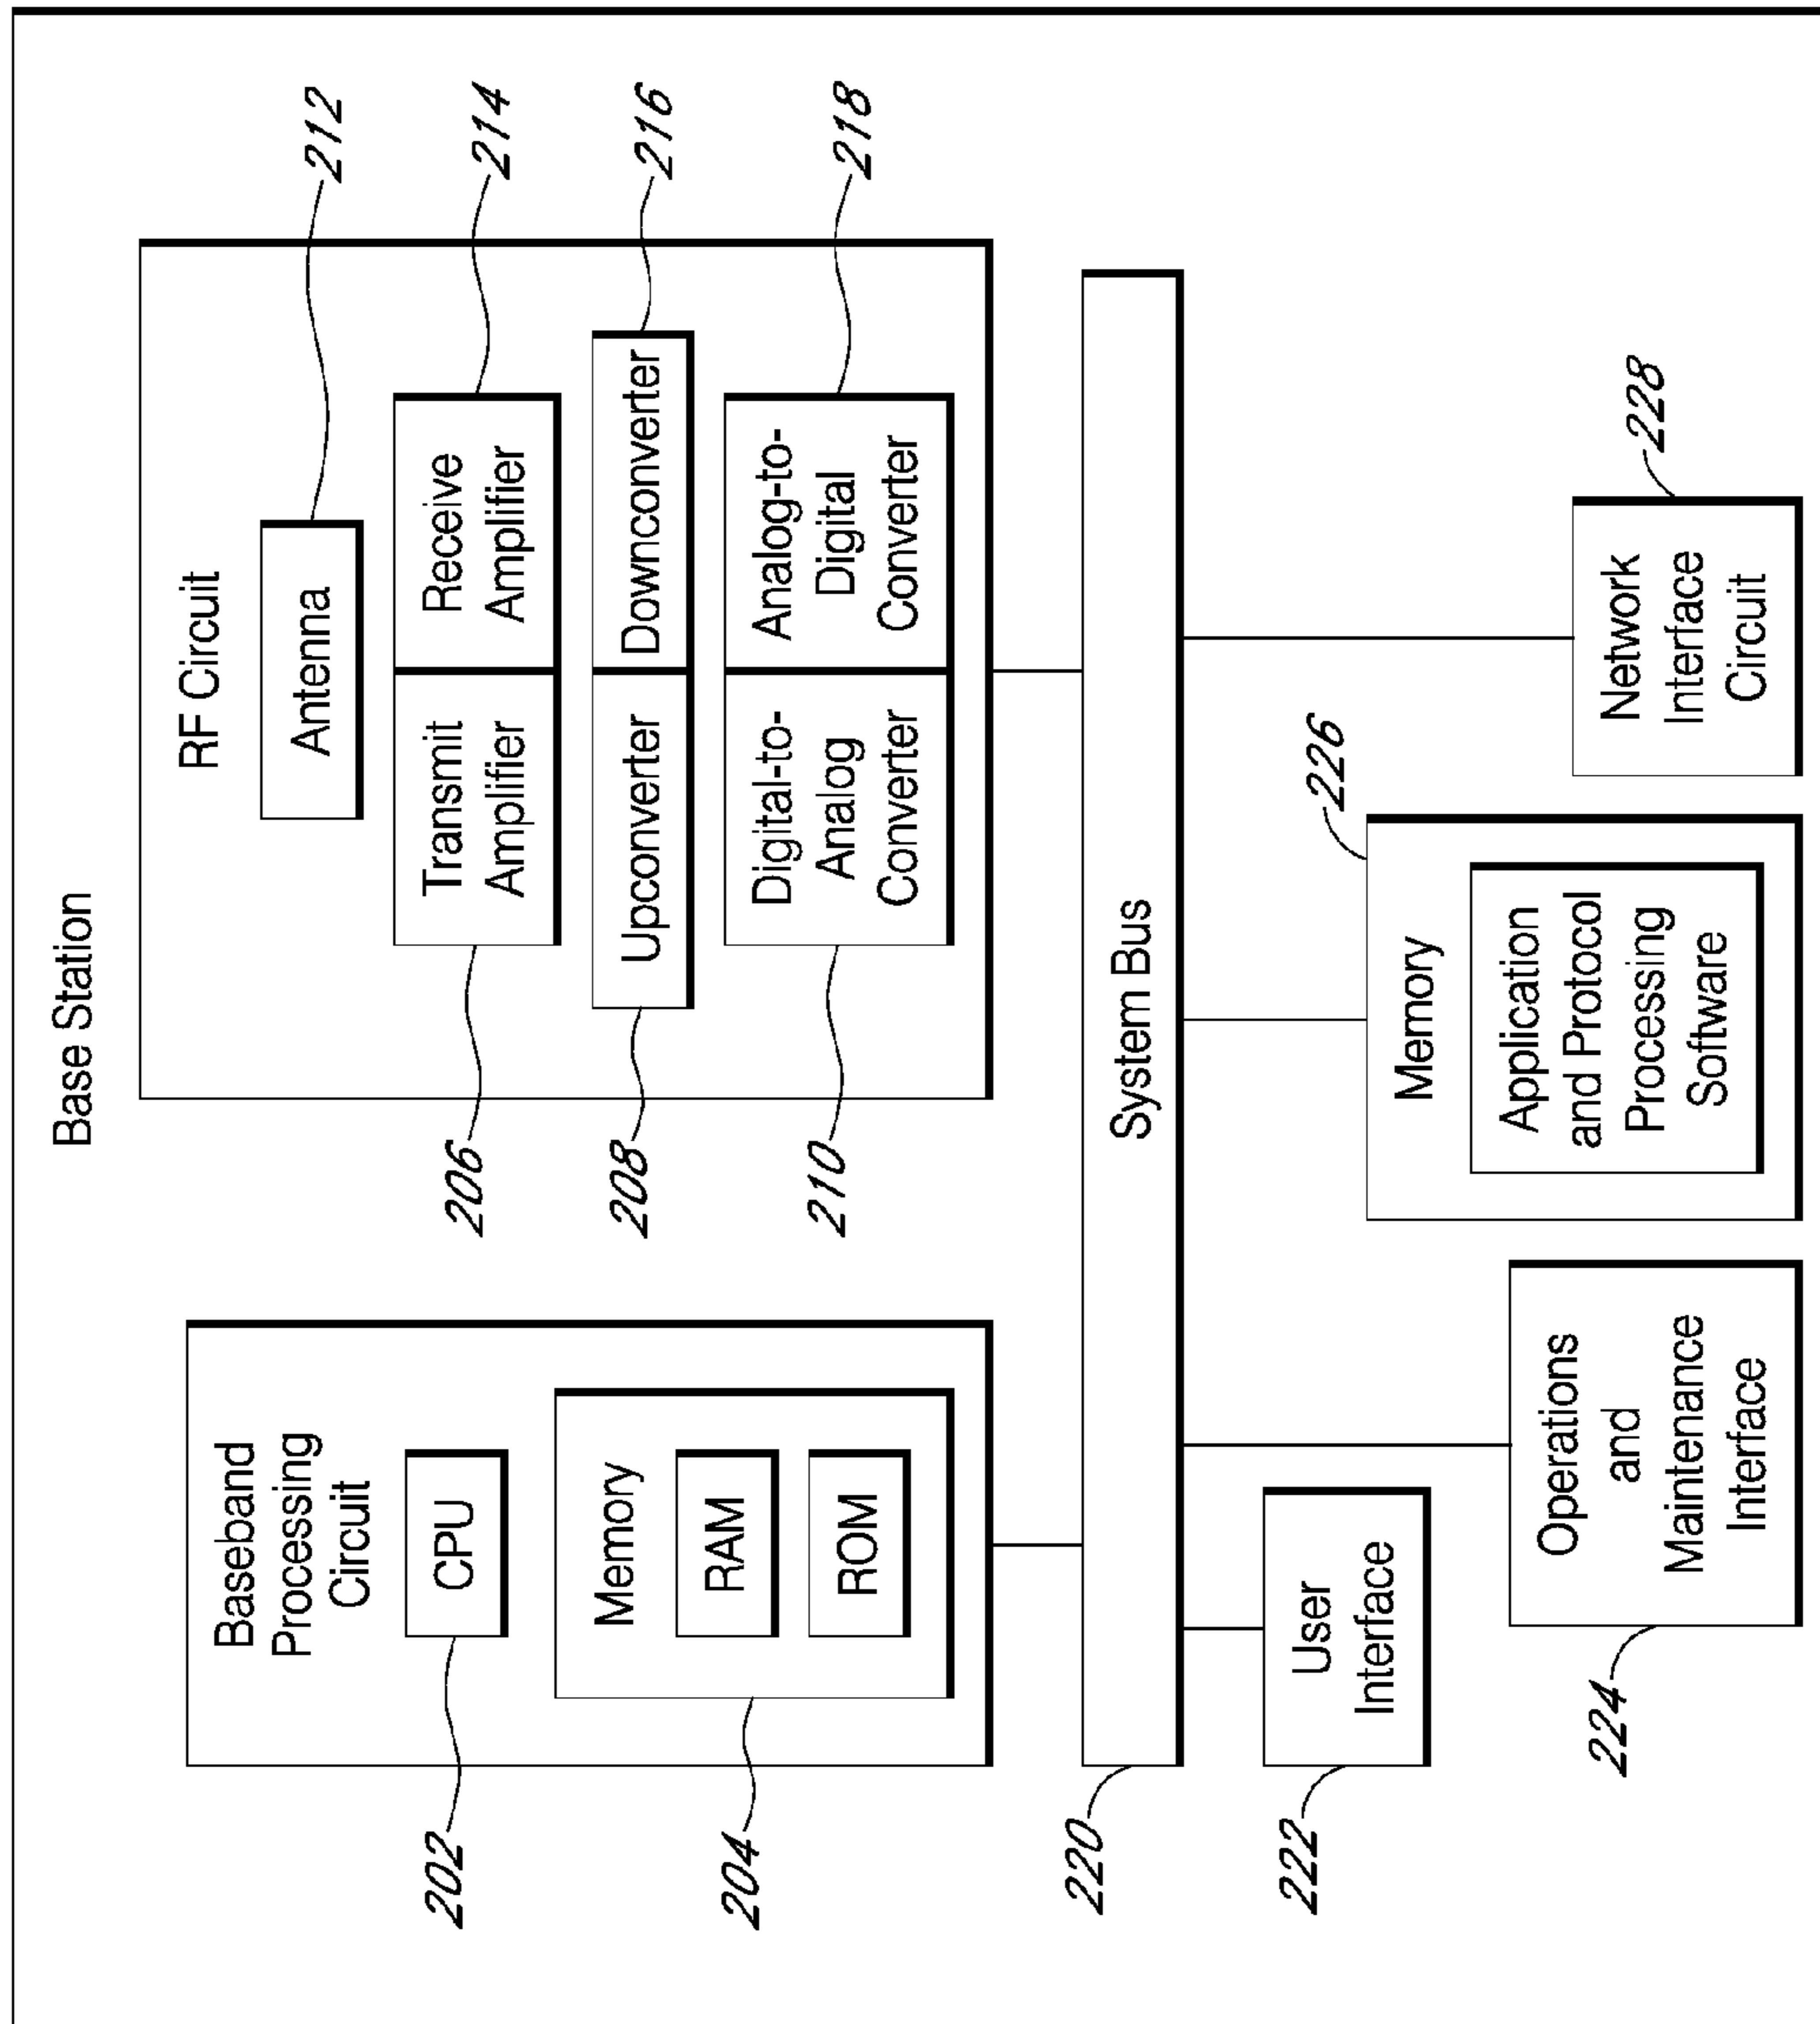 Base Station
Baseband
Processing
Circuit
CPU
Memory
RAM
ROM
202
204
RF Circuit
Antenna
212
Transmit
Amplifier
206
Receive
Amplifier
214
Upconverter
208
Downconverter
216
Digital-to-
Analog
Converter
210
Analog-to-
Digital
Converter
218
System Bus
220
User
Interface
222
Operations
and
Maintenance
Interface
224
Memory
Application
and Protocol
Processing
Software
226
Network
Interface
Circuit
228